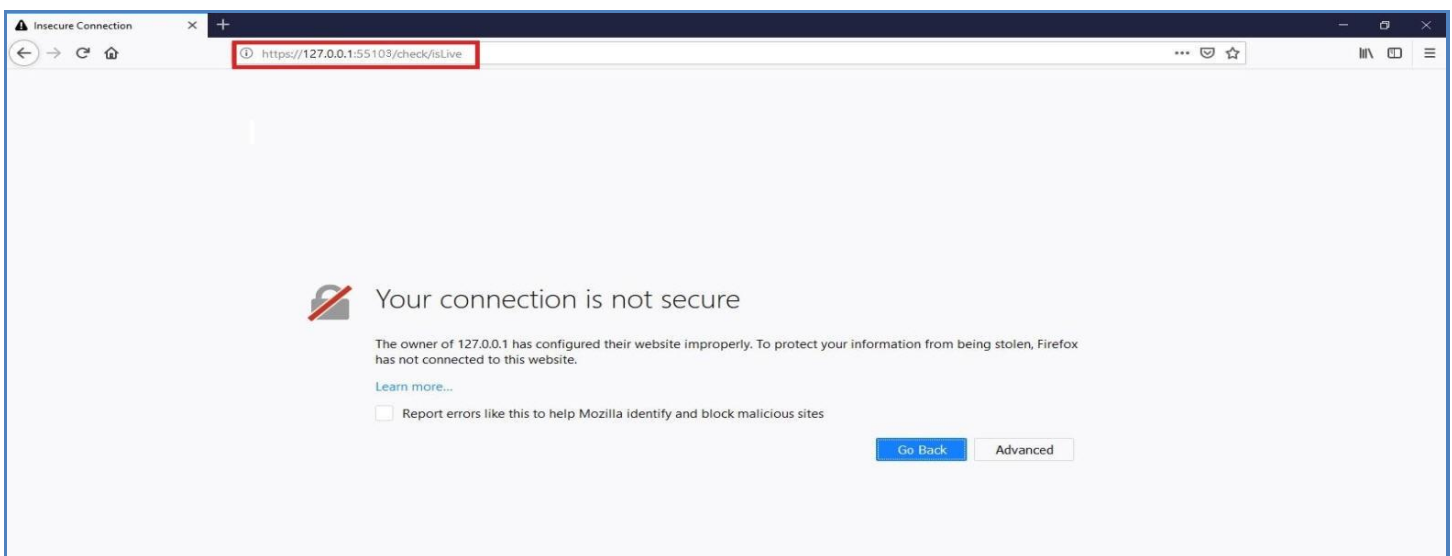 Insecure Connection
https://127.0.0.1:55103/check/isLive
Your connection is not secure
The owner of 127.0.0.1 has configured their website improperly. To protect your information from being stolen, Firefox
has not connected to this website.
Learn more...
Report errors like this to help Mozilla identify and block malicious sites
Go Back Advanced